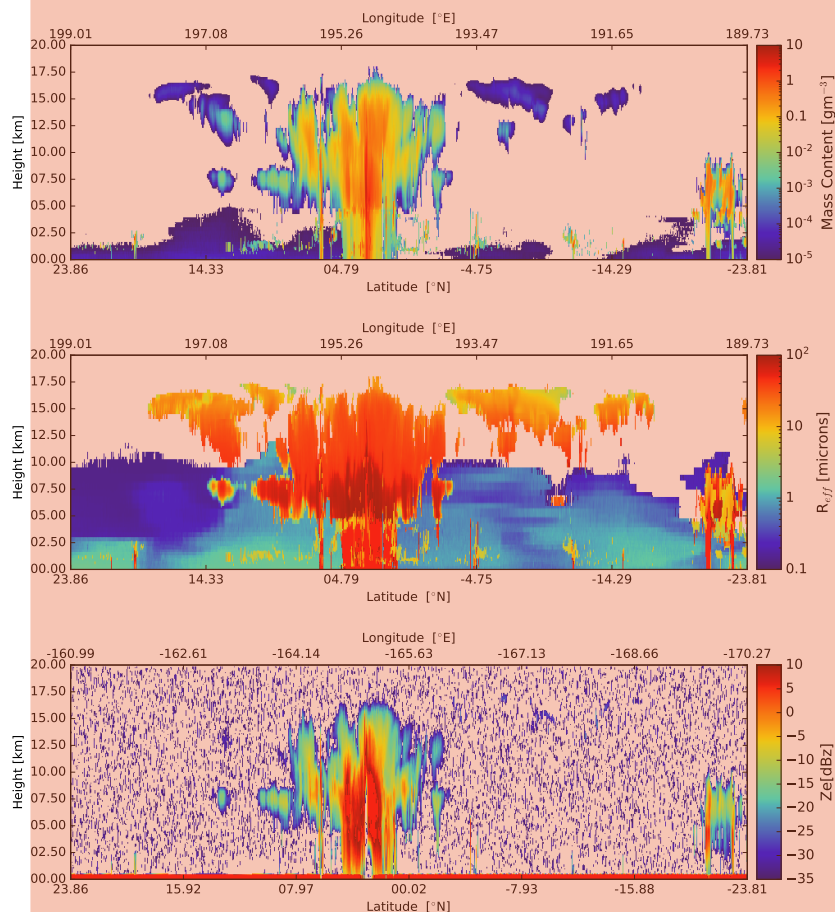 Longitude [°E]
199.01 197.08 195.26 193.47 191.65 189.73
20.00
17.50
15.00
12.50
10.00
07.50
05.00
02.50
00.00
Height [km]
23.86 14.33 04.79 -4.75 -14.29 -23.81
Latitude [°N]
10
1
0.1
10⁻²
10⁻³
10⁻⁴
10⁻⁵
Mass Content [gm⁻³]
Longitude [°E]
199.01 197.08 195.26 193.47 191.65 189.73
20.00
17.50
15.00
12.50
10.00
07.50
05.00
02.50
00.00
Height [km]
23.86 14.33 04.79 -4.75 -14.29 -23.81
Latitude [°N]
10²
10
1
0.1
R_eff [microns]
Longitude [°E]
-160.99 -162.61 -164.14 -165.63 -167.13 -168.66 -170.27
20.00
17.50
15.00
12.50
10.00
07.50
05.00
02.50
00.00
Height [km]
23.86 15.92 07.97 00.02 -7.93 -15.88 -23.81
Latitude [°N]
10
5
0
−5
−10
−15
−20
−25
−30
−35
Ze[dBz]